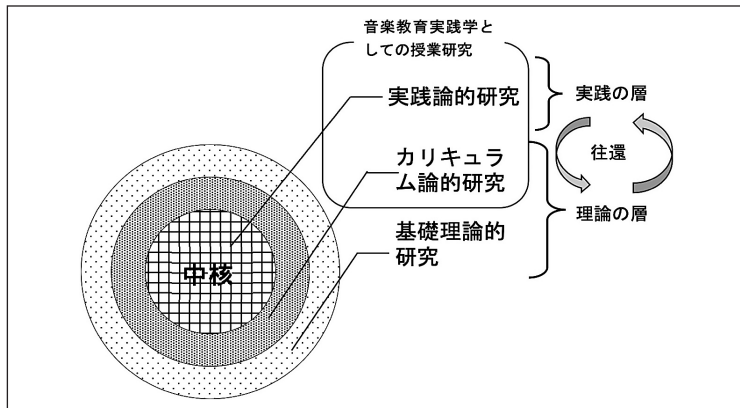 音楽教育実践学と
しての授業研究
実践論的研究
実践の層
往還
カリキュラ
ム論的研究
理論の層
基礎理論的
研究
中核